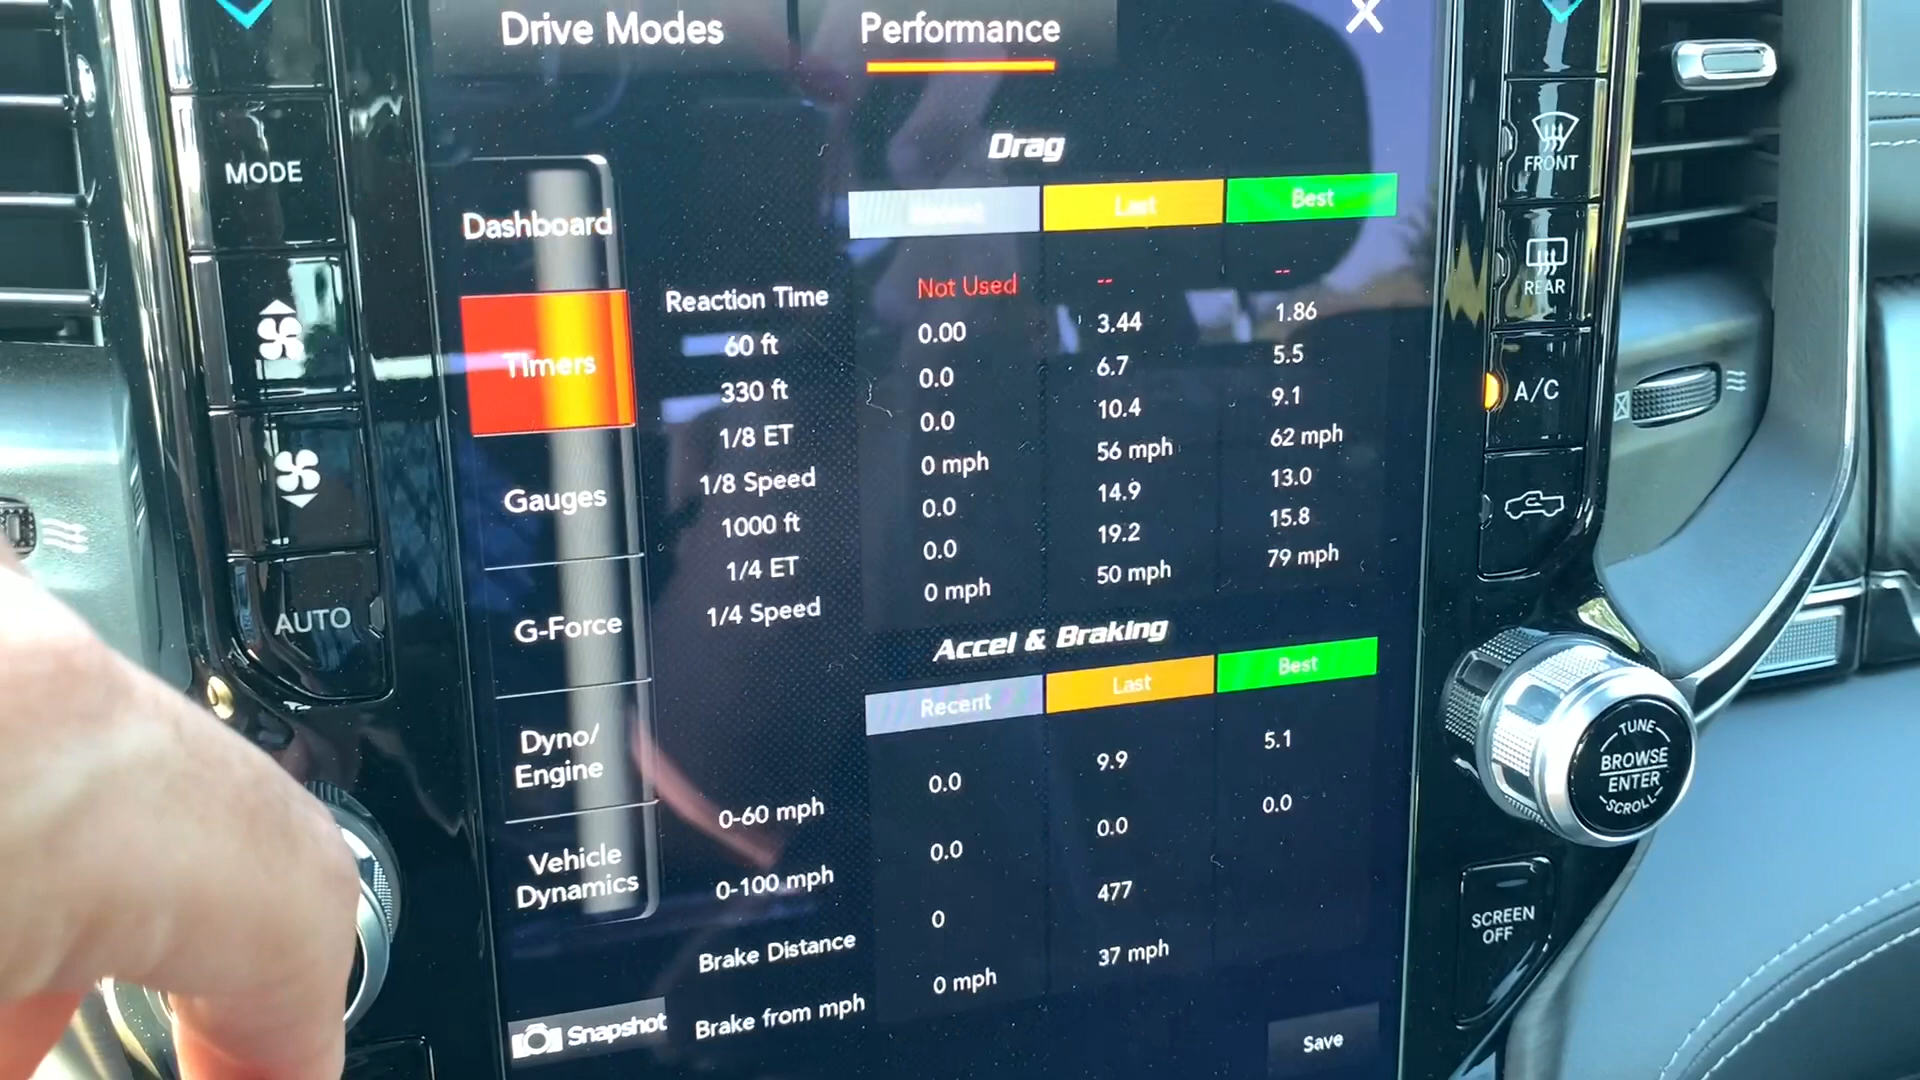 Drive Modes Performance X
MODE
FRONT
Drag
Last Best
Dashboard
REAR
Reaction Time Not Used -- --
60 ft 0.00 3.44 1.86
Timers
330 ft 0.0 6.7 5.5
A/C
1/8 ET 0.0 10.4 9.1
1/8 Speed 0 mph 56 mph 62 mph
Gauges
1000 ft 0.0 14.9 13.0
1/4 ET 0.0 19.2 15.8
1/4 Speed 0 mph 50 mph 79 mph
AUTO
G-Force
Accel & Braking
Recent Last Best
Dyno/
Engine
TUNE
BROWSE
ENTER
SCROLL
0-60 mph 0.0 9.9 5.1
Vehicle
Dynamics
0-100 mph 0.0 0.0 0.0
Brake Distance 0 477
SCREEN
OFF
Brake from mph 0 mph 37 mph
Snapshot
Save